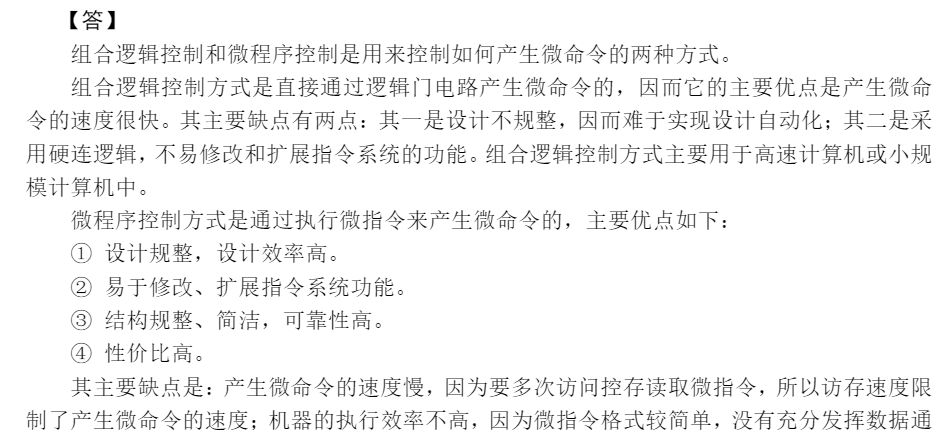 【答】
组合逻辑控制和微程序控制是用来控制如何产生微命令的两种方式。
组合逻辑控制方式是直接通过逻辑门电路产生微命令的，因而它的主要优点是产生微命
令的速度很快。其主要缺点有两点：其一是设计不规整，因而难于实现设计自动化；其二是采
用硬连逻辑，不易修改和扩展指令系统的功能。组合逻辑控制方式主要用于高速计算机或小规
模计算机中。
微程序控制方式是通过执行微指令来产生微命令的，主要优点如下：
① 设计规整，设计效率高。
② 易于修改、扩展指令系统功能。
③ 结构规整、简洁，可靠性高。
④ 性价比高。
其主要缺点是：产生微命令的速度慢，因为要多次访问控存读取微指令，所以访存速度限
制了产生微命令的速度；机器的执行效率不高，因为微指令格式较简单，没有充分发挥数据通